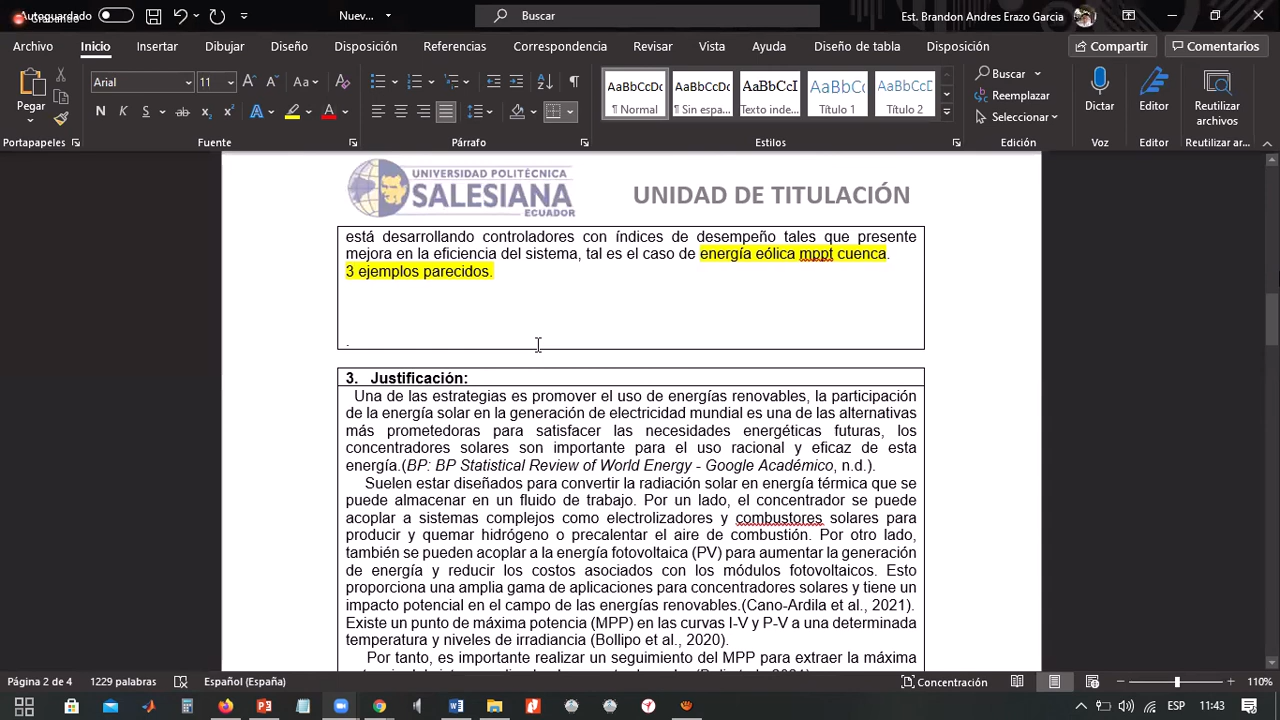 Autoguardado
Nuev...
Buscar
Est. Brandon Andres Erazo Garcia
Archivo Inicio Insertar Dibujar Diseño Disposición Referencias Correspondencia Revisar Vista Ayuda Diseño de tabla Disposición Compartir Comentarios
Pegar
Arial 11
N K S ab x₂ x²
AaBbCcDc AaBbCcDc AaBbCcI AaBbCc AaBbCcD
¶ Normal ¶ Sin espa... Texto inde... Título 1 Título 2
Buscar
Reemplazar
Seleccionar
Dictar Editor Reutilizar archivos
Portapapeles Fuente Párrafo Estilos Edición Voz Editor Reutilizar ar...
UNIVERSIDAD POLITÉCNICA
SALESIANA
ECUADOR
UNIDAD DE TITULACIÓN
está desarrollando controladores con índices de desempeño tales que presente
mejora en la eficiencia del sistema, tal es el caso de energía eólica mppt cuenca.
3 ejemplos parecidos.
.
3. Justificación:
Una de las estrategias es promover el uso de energías renovables, la participación
de la energía solar en la generación de electricidad mundial es una de las alternativas
más prometedoras para satisfacer las necesidades energéticas futuras, los
concentradores solares son importante para el uso racional y eficaz de esta
energía.(BP: BP Statistical Review of World Energy - Google Académico, n.d.).
Suelen estar diseñados para convertir la radiación solar en energía térmica que se
puede almacenar en un fluido de trabajo. Por un lado, el concentrador se puede
acoplar a sistemas complejos como electrolizadores y combustores solares para
producir y quemar hidrógeno o precalentar el aire de combustión. Por otro lado,
también se pueden acoplar a la energía fotovoltaica (PV) para aumentar la generación
de energía y reducir los costos asociados con los módulos fotovoltaicos. Esto
proporciona una amplia gama de aplicaciones para concentradores solares y tiene un
impacto potencial en el campo de las energías renovables.(Cano-Ardila et al., 2021).
Existe un punto de máxima potencia (MPP) en las curvas I-V y P-V a una determinada
temperatura y niveles de irradiancia (Bollipo et al., 2020).
Por tanto, es importante realizar un seguimiento del MPP para extraer la máxima
Página 2 de 4 1229 palabras Español (España) Concentración 110%
ESP 11:43